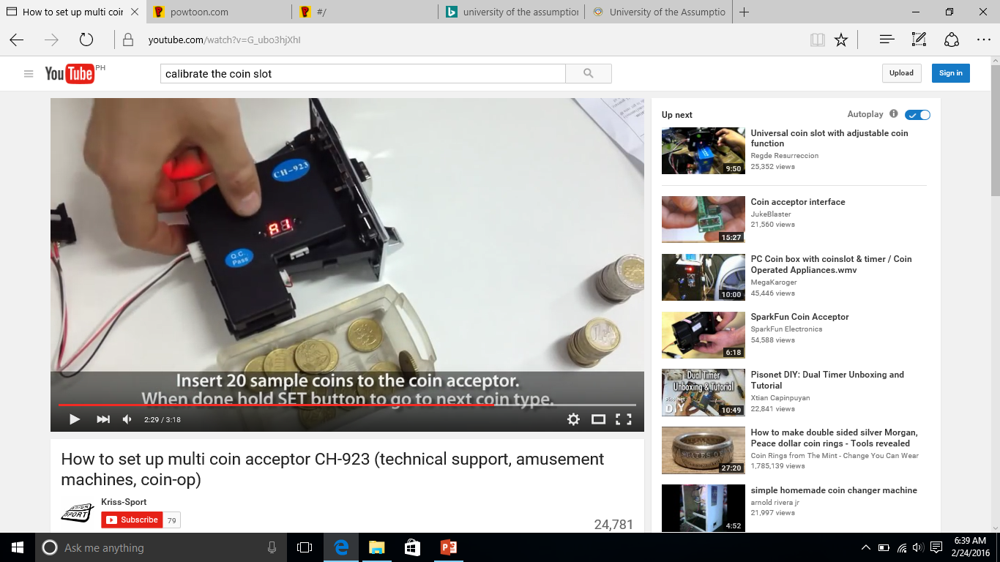 How to set up multi coin
powtoon.com
#/
university of the assumption
University of the Assumptio
youtube.com/watch?v=G_ubo3hjXhI
YouTube PH
calibrate the coin slot
Upload
Sign in
CH-923
A1
Q.C.
Pass
Insert 20 sample coins to the coin acceptor.
When done hold SET button to go to next coin type.
2:29 / 3:18
How to set up multi coin acceptor CH-923 (technical support, amusement
machines, coin-op)
KRISS
SPORT
Kriss-Sport
Subscribe
79
24,781
Up next
Autoplay
9:50
Universal coin slot with adjustable coin
function
Regde Resurreccion
25,352 views
15:27
Coin acceptor interface
JukeBlaster
21,560 views
10:00
PC Coin box with coinslot & timer / Coin
Operated Appliances.wmv
MegaKaroger
45,446 views
6:18
SparkFun Coin Acceptor
SparkFun Electronics
54,588 views
Dual Timer
Unboxing & Tutorial
DIY
10:49
Pisonet DIY: Dual Timer Unboxing and
Tutorial
Xtian Capinpuyan
22,841 views
27:20
How to make double sided silver Morgan,
Peace dollar coin rings - Tools revealed
Coin Rings from The Mint - Change You Can Wear
1,785,139 views
4:52
simple homemade coin changer machine
arnold rivera jr
21,997 views
Ask me anything
6:39 AM
2/24/2016